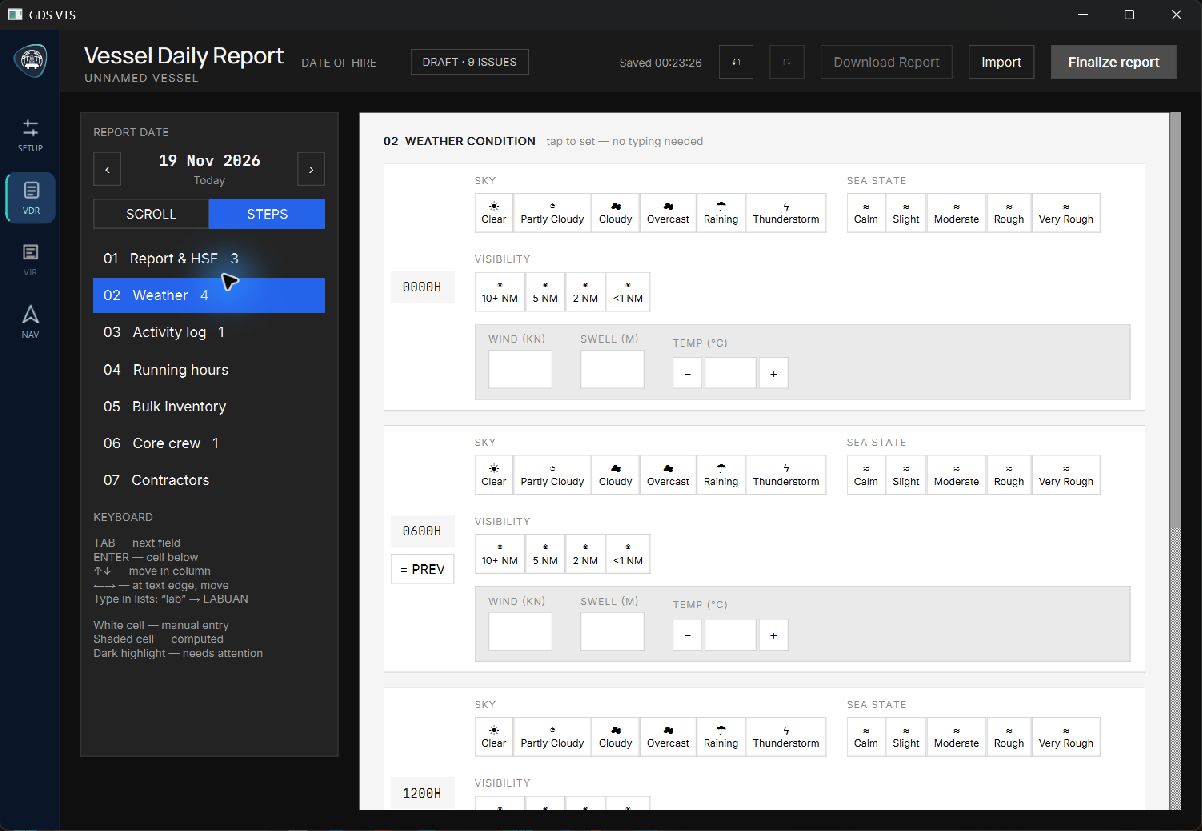 GDS VTS
Vessel Daily Report
UNNAMED VESSEL
DATE OF HIRE
DRAFT · 9 ISSUES
Saved 00:23:26
Download Report
Import
Finalize report
SETUP
VDR
VIR
NAV
REPORT DATE
‹
19 Nov 2026
›
Today
SCROLL
STEPS
01 Report & HSE 3
02 Weather 4
03 Activity log 1
04 Running hours
05 Bulk Inventory
06 Core crew 1
07 Contractors
KEYBOARD
TAB — next field
ENTER — cell below
↑↓ — move in column
←→ — at text edge, move
Type in lists: “lab” → LABUAN
White cell — manual entry
Shaded cell — computed
Dark highlight — needs attention
02 WEATHER CONDITION tap to set — no typing needed
0000H
SKY
Clear Partly Cloudy Cloudy Overcast Raining Thunderstorm
SEA STATE
Calm Slight Moderate Rough Very Rough
VISIBILITY
10+ NM 5 NM 2 NM <1 NM
WIND (KN) SWELL (M) TEMP (°C)
− +
0600H
= PREV
SKY
Clear Partly Cloudy Cloudy Overcast Raining Thunderstorm
SEA STATE
Calm Slight Moderate Rough Very Rough
VISIBILITY
10+ NM 5 NM 2 NM <1 NM
WIND (KN) SWELL (M) TEMP (°C)
− +
1200H
SKY
Clear Partly Cloudy Cloudy Overcast Raining Thunderstorm
SEA STATE
Calm Slight Moderate Rough Very Rough
VISIBILITY